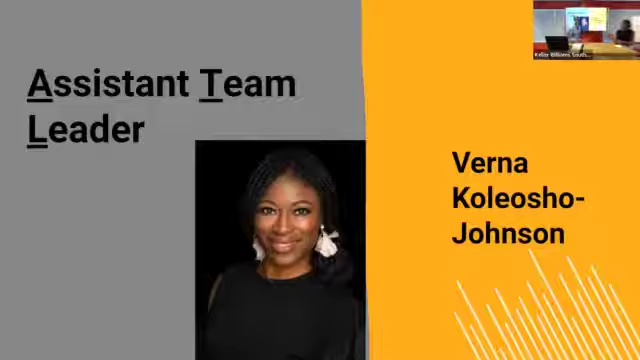 Assistant Team
Leader
Verna
Koleosho-
Johnson